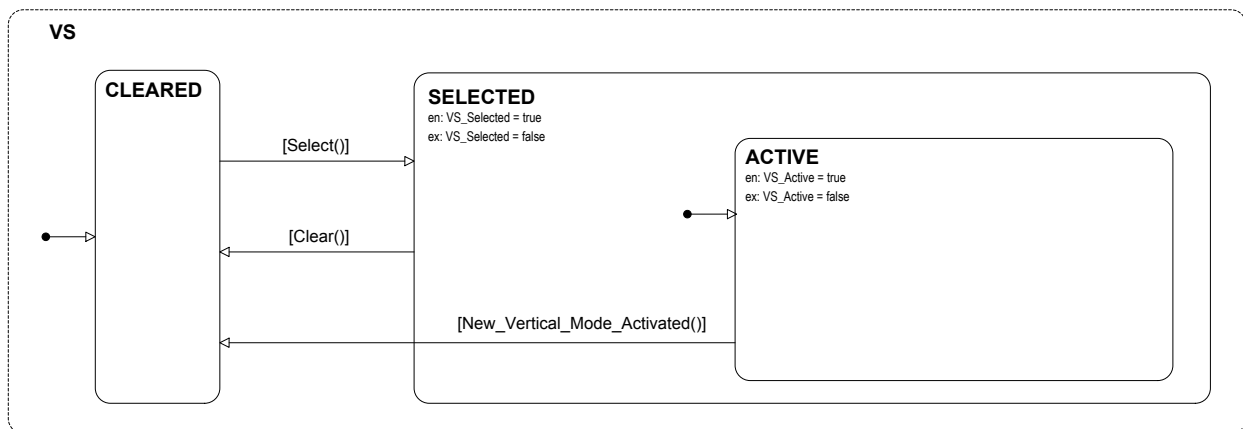 VS
CLEARED
SELECTED
en: VS_Selected = true
ex: VS_Selected = false
[Select()]
ACTIVE
en: VS_Active = true
ex: VS_Active = false
[Clear()]
[New_Vertical_Mode_Activated()]